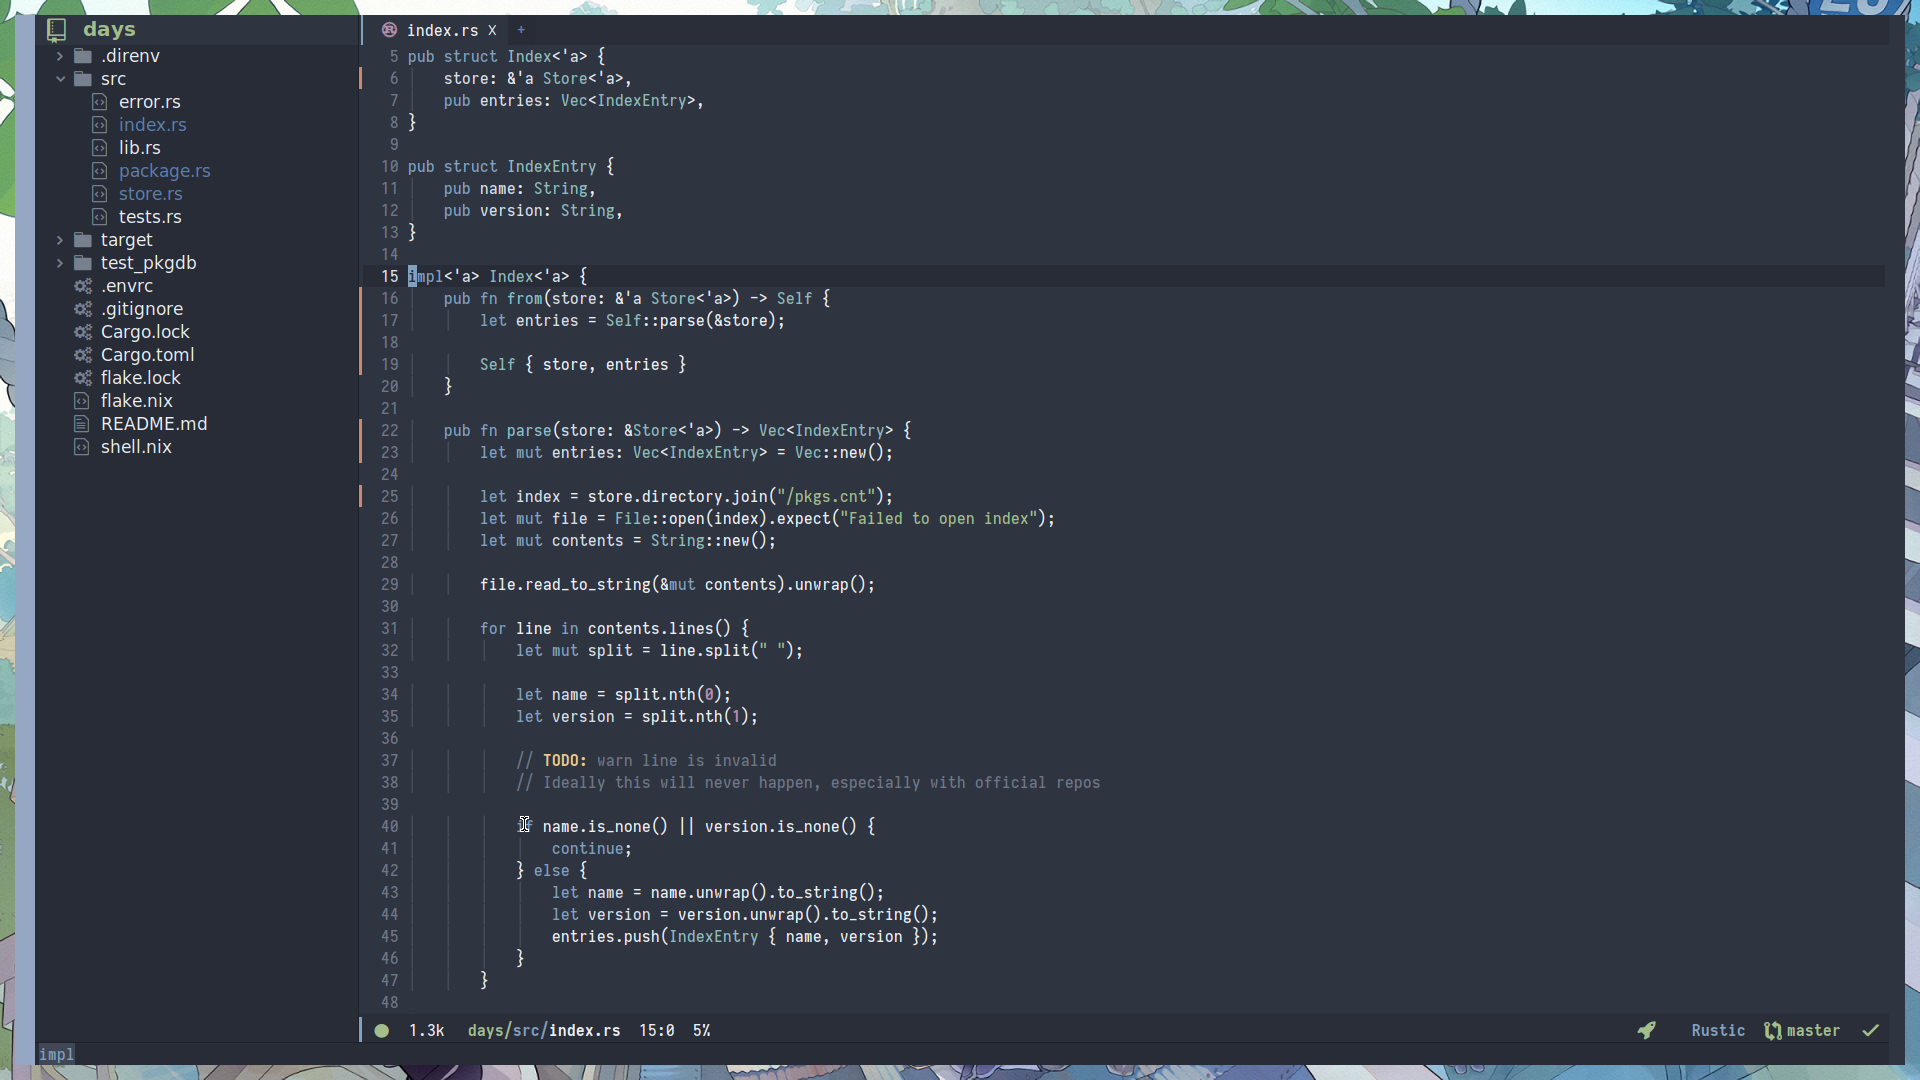 days
.direnv
src
error.rs
index.rs
lib.rs
package.rs
store.rs
tests.rs
target
test_pkgdb
.envrc
.gitignore
Cargo.lock
Cargo.toml
flake.lock
flake.nix
README.md
shell.nix
index.rs X +
5 pub struct Index<'a> {
6     store: &'a Store<'a>,
7     pub entries: Vec<IndexEntry>,
8 }
9
10 pub struct IndexEntry {
11     pub name: String,
12     pub version: String,
13 }
14
15 impl<'a> Index<'a> {
16     pub fn from(store: &'a Store<'a>) -> Self {
17         let entries = Self::parse(&store);
18
19         Self { store, entries }
20     }
21
22     pub fn parse(store: &Store<'a>) -> Vec<IndexEntry> {
23         let mut entries: Vec<IndexEntry> = Vec::new();
24
25         let index = store.directory.join("/pkgs.cnt");
26         let mut file = File::open(index).expect("Failed to open index");
27         let mut contents = String::new();
28
29         file.read_to_string(&mut contents).unwrap();
30
31         for line in contents.lines() {
32             let mut split = line.split(" ");
33
34             let name = split.nth(0);
35             let version = split.nth(1);
36
37             // TODO: warn line is invalid
38             // Ideally this will never happen, especially with official repos
39
40             if name.is_none() || version.is_none() {
41                 continue;
42             } else {
43                 let name = name.unwrap().to_string();
44                 let version = version.unwrap().to_string();
45                 entries.push(IndexEntry { name, version });
46             }
47         }
48
1.3k days/src/index.rs 15:0 5% Rustic master
impl